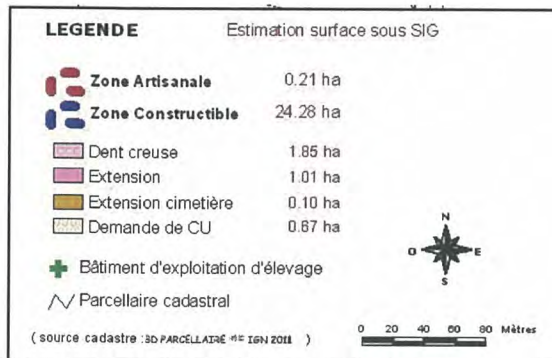 LEGENDE Estimation surface sous SIG
Zone Artisanale 0.21 ha
Zone Constructible 24.28 ha
Dent creuse 1.85 ha
Extension 1.01 ha
Extension cimetière 0.10 ha
Demande de CU 0.67 ha
N
O E
S
Bâtiment d'exploitation d'élevage
Parcellaire cadastral
0 20 40 60 80 Mètres
( source cadastre :BD PARCELLAIRE IGN 2011 )